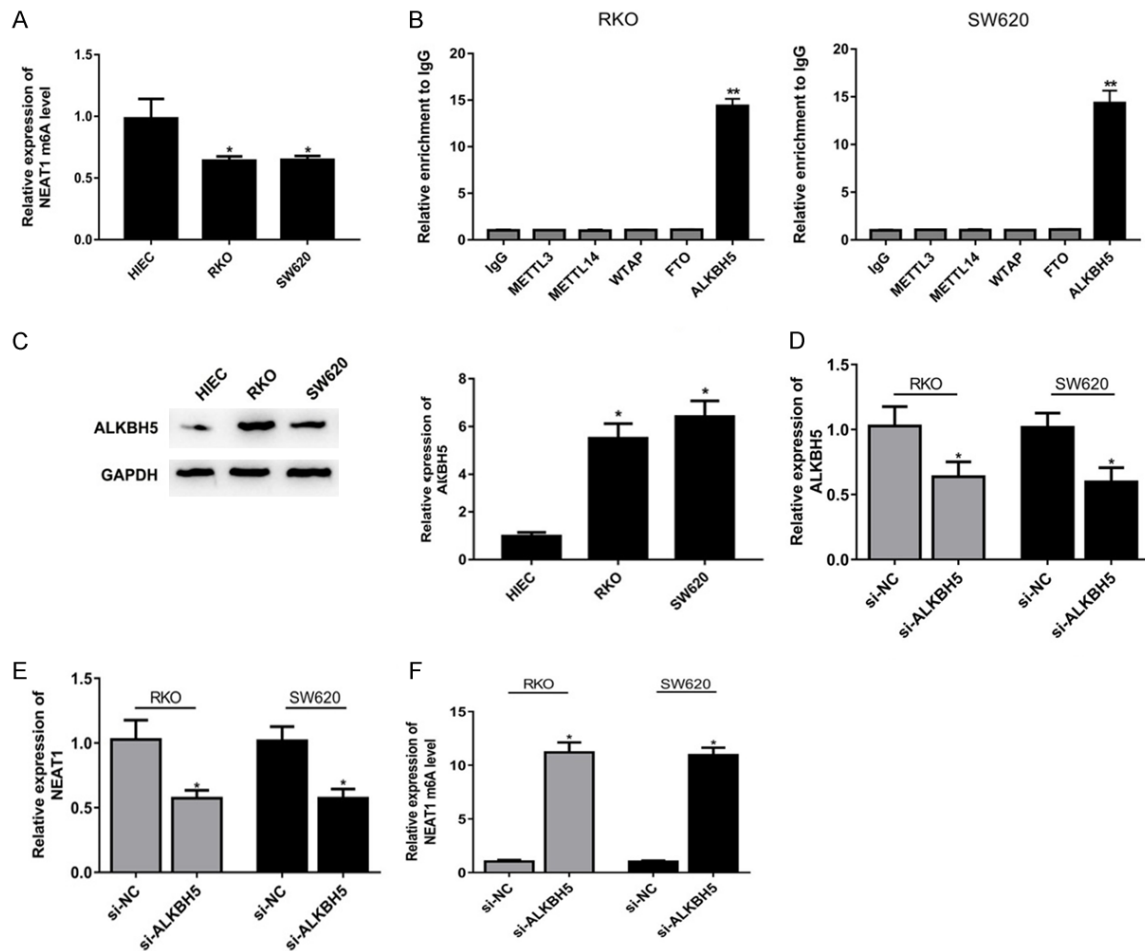 A
Relative expression of
NEAT1 m6A level
1.5
1.0
0.5
0.0
*
*
HIEC
RKO
SW620
B
RKO
Relative enrichment to IgG
20
15
10
5
0
**
IgG
METTL3
METTL14
WTAP
FTO
ALKBH5
SW620
Relative enrichment to IgG
20
15
10
5
0
**
IgG
METTL3
METTL14
WTAP
FTO
ALKBH5
C
HIEC
RKO
SW620
ALKBH5
GAPDH
Relative expression of
AKBH5
8
6
4
2
0
*
*
HIEC
RKO
SW620
D
Relative expression of
ALKBH5
1.5
1.0
0.5
0.0
RKO
SW620
*
*
si-NC
si-ALKBH5
si-NC
si-ALKBH5
E
Relative expression of
NEAT1
1.5
1.0
0.5
0.0
RKO
SW620
*
*
si-NC
si-ALKBH5
si-NC
si-ALKBH5
F
Relative expression of
NEAT1 m6A level
15
10
5
0
RKO
SW620
*
*
si-NC
si-ALKBH5
si-NC
si-ALKBH5